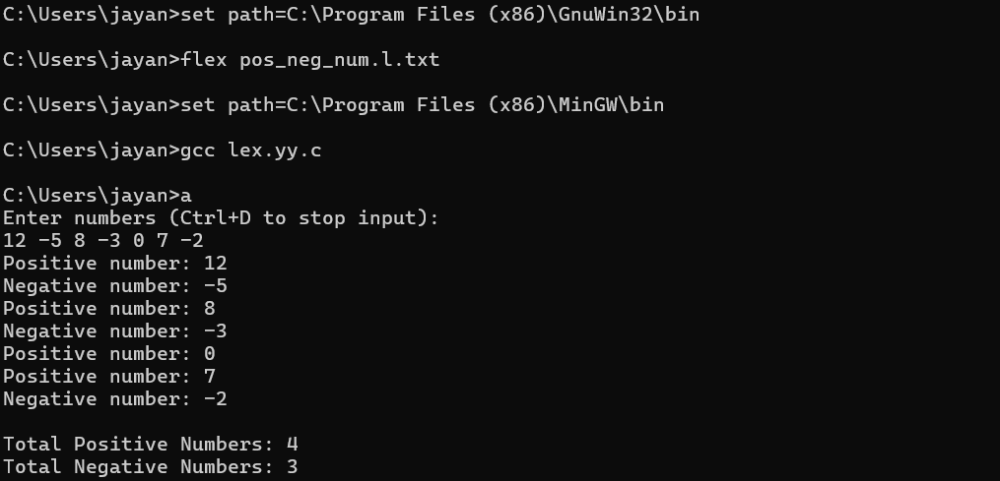 C:\Users\jayan>set path=C:\Program Files (x86)\GnuWin32\bin
C:\Users\jayan>flex pos_neg_num.l.txt
C:\Users\jayan>set path=C:\Program Files (x86)\MinGW\bin
C:\Users\jayan>gcc lex.yy.c
C:\Users\jayan>a
Enter numbers (Ctrl+D to stop input):
12 -5 8 -3 0 7 -2
Positive number: 12
Negative number: -5
Positive number: 8
Negative number: -3
Positive number: 0
Positive number: 7
Negative number: -2
Total Positive Numbers: 4
Total Negative Numbers: 3